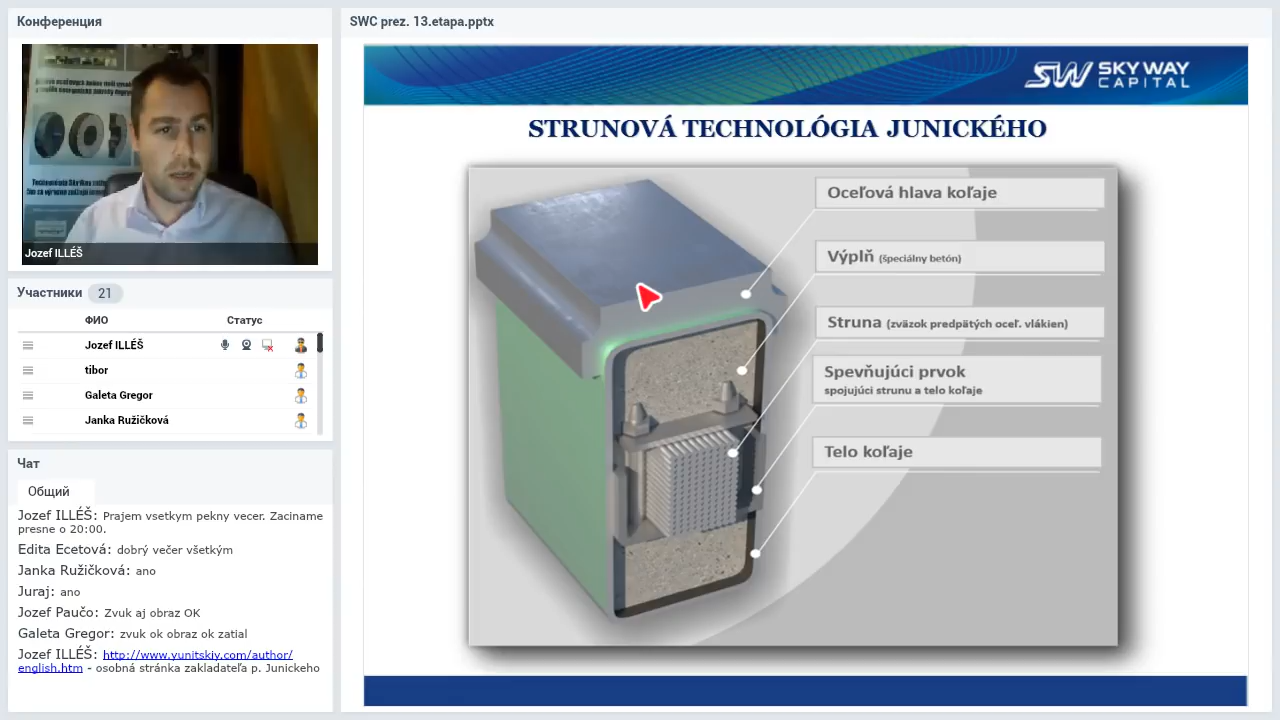 Конференция
Jozef ILLÉŠ
Участники 21
ФИО Статус
Jozef ILLÉŠ
tibor
Galeta Gregor
Janka Ružičková
Чат
Общий
Jozef ILLÉŠ: Prajem vsetkym pekny vecer. Zaciname
presne o 20:00.
Edita Ecetová: dobrý večer všetkým
Janka Ružičková: ano
Juraj: ano
Jozef Paučo: Zvuk aj obraz OK
Galeta Gregor: zvuk ok obraz ok zatial
Jozef ILLÉŠ: http://www.yunitskiy.com/author/
english.htm - osobná stránka zakladateľa p. Junickeho
SWC prez. 13.etapa.pptx
SW SKY WAY
CAPITAL
STRUNOVÁ TECHNOLÓGIA JUNICKÉHO
Oceľová hlava koľaje
Výplň (špeciálny betón)
Struna (zväzok predpätých oceľ. vlákien)
Spevňujúci prvok
spojujúci strunu a telo koľaje
Telo koľaje